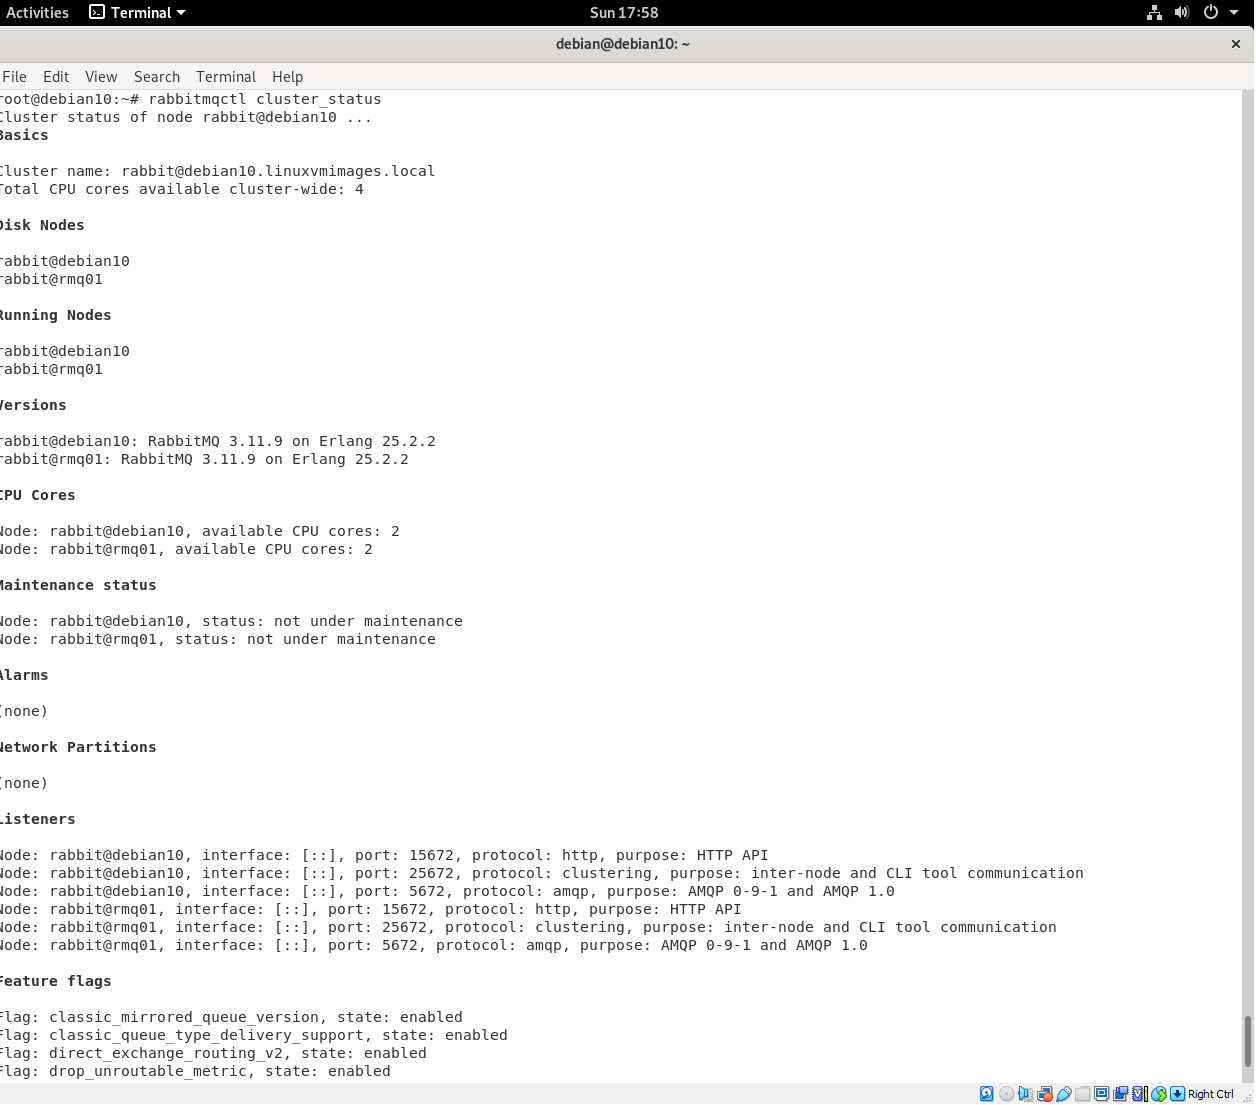 Activities Terminal Sun 17:58
debian@debian10: ~ ×
File Edit View Search Terminal Help
root@debian10:~# rabbitmqctl cluster_status
Cluster status of node rabbit@debian10 ...
Basics
Cluster name: rabbit@debian10.linuxvmimages.local
Total CPU cores available cluster-wide: 4
Disk Nodes
rabbit@debian10
rabbit@rmq01
Running Nodes
rabbit@debian10
rabbit@rmq01
Versions
rabbit@debian10: RabbitMQ 3.11.9 on Erlang 25.2.2
rabbit@rmq01: RabbitMQ 3.11.9 on Erlang 25.2.2
CPU Cores
Node: rabbit@debian10, available CPU cores: 2
Node: rabbit@rmq01, available CPU cores: 2
Maintenance status
Node: rabbit@debian10, status: not under maintenance
Node: rabbit@rmq01, status: not under maintenance
Alarms
(none)
Network Partitions
(none)
Listeners
Node: rabbit@debian10, interface: [::], port: 15672, protocol: http, purpose: HTTP API
Node: rabbit@debian10, interface: [::], port: 25672, protocol: clustering, purpose: inter-node and CLI tool communication
Node: rabbit@debian10, interface: [::], port: 5672, protocol: amqp, purpose: AMQP 0-9-1 and AMQP 1.0
Node: rabbit@rmq01, interface: [::], port: 15672, protocol: http, purpose: HTTP API
Node: rabbit@rmq01, interface: [::], port: 25672, protocol: clustering, purpose: inter-node and CLI tool communication
Node: rabbit@rmq01, interface: [::], port: 5672, protocol: amqp, purpose: AMQP 0-9-1 and AMQP 1.0
Feature flags
Flag: classic_mirrored_queue_version, state: enabled
Flag: classic_queue_type_delivery_support, state: enabled
Flag: direct_exchange_routing_v2, state: enabled
Flag: drop_unroutable_metric, state: enabled
Right Ctrl